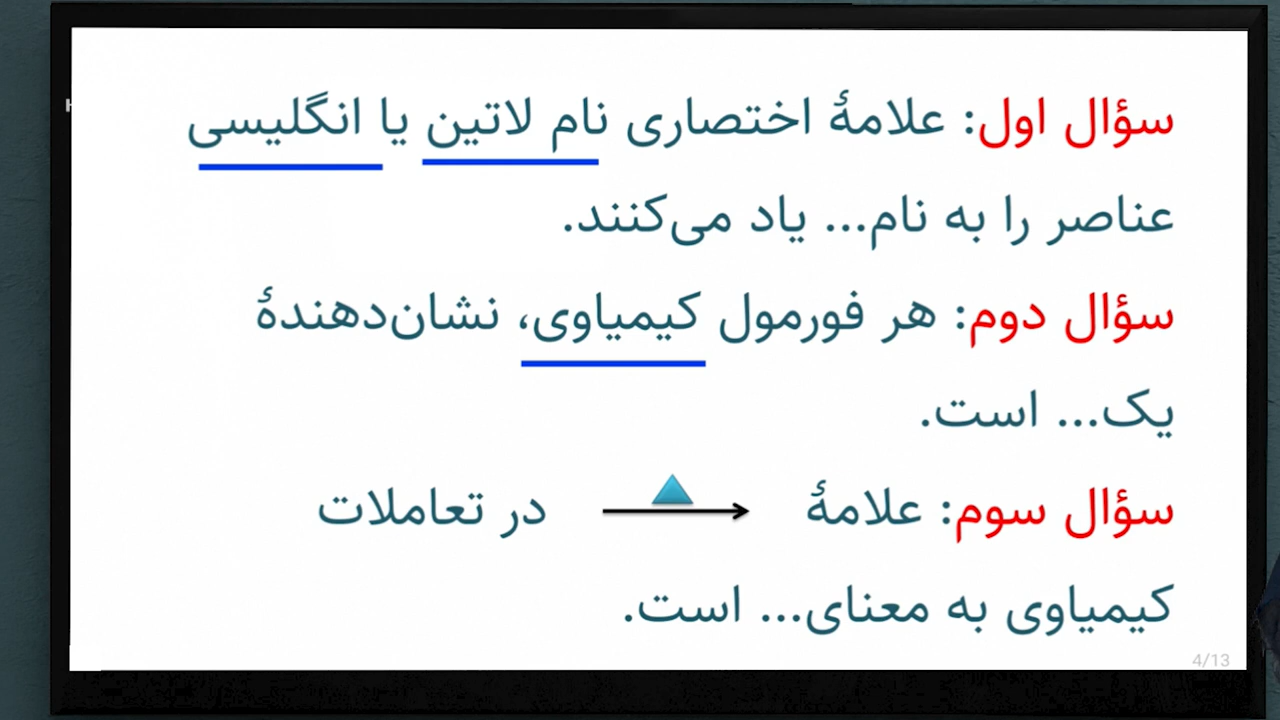 سؤال اول: علامهٔ اختصاری نام لاتین یا انگلیسی
عناصر را به نام... یاد می‌کنند.
سؤال دوم: هر فورمول کیمیاوی، نشان‌دهندهٔ
یک... است.
سؤال سوم: علامهٔ در تعاملات
کیمیاوی به معنای... است.
4/13